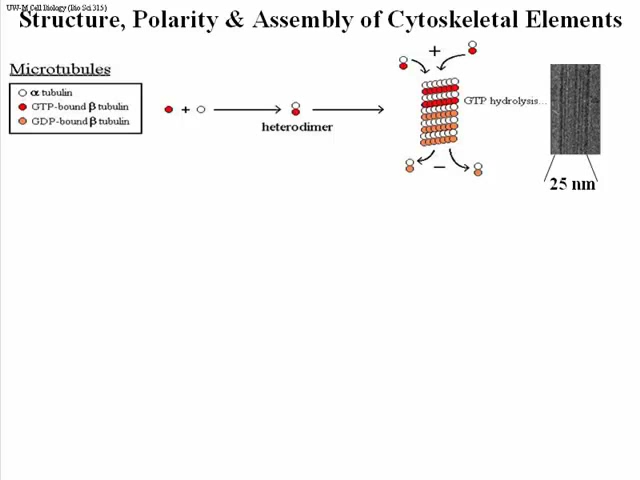 UW-M Cell Biology (Bio Sci 315)
Structure, Polarity & Assembly of Cytoskeletal Elements
Microtubules
α tubulin
GTP-bound β tubulin
GDP-bound β tubulin
+
+
heterodimer
GTP hydrolysis...
−
25 nm